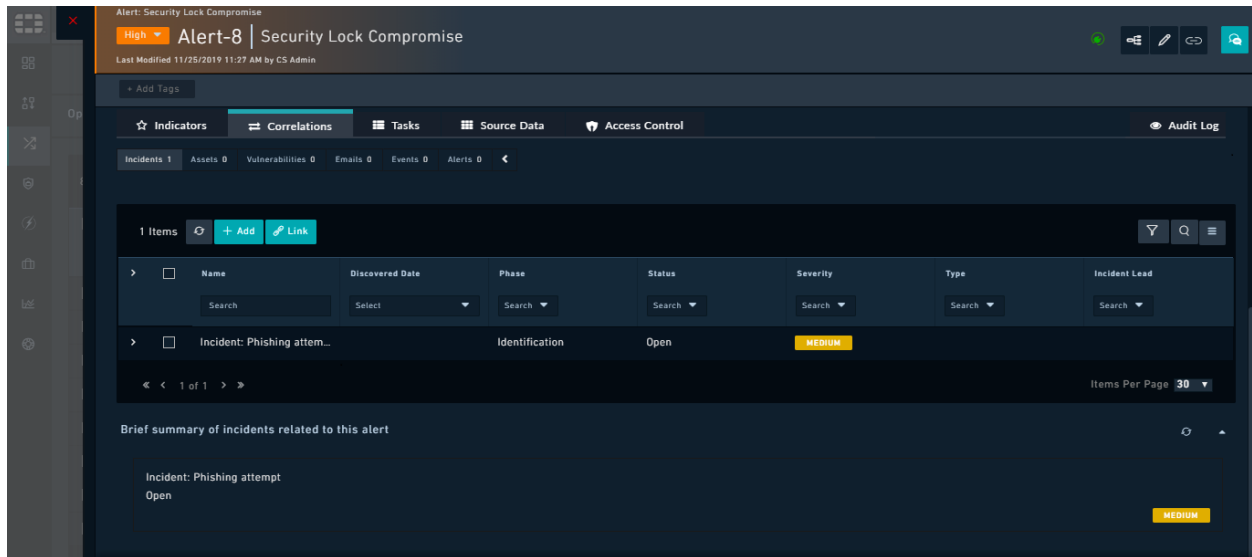 Alert: Security Lock Compromise
High Alert-8 | Security Lock Compromise
Last Modified 11/25/2019 11:27 AM by CS Admin
+ Add Tags
Op
Indicators Correlations Tasks Source Data Access Control Audit Log
Incidents 1 Assets 0 Vulnerabilities 0 Emails 0 Events 0 Alerts 0
1 Items + Add Link
Name Discovered Date Phase Status Severity Type Incident Lead
Search Select Search Search Search Search Search
Incident: Phishing attem... Identification Open MEDIUM
1 of 1 Items Per Page 30
Brief summary of incidents related to this alert
Incident: Phishing attempt
Open
MEDIUM